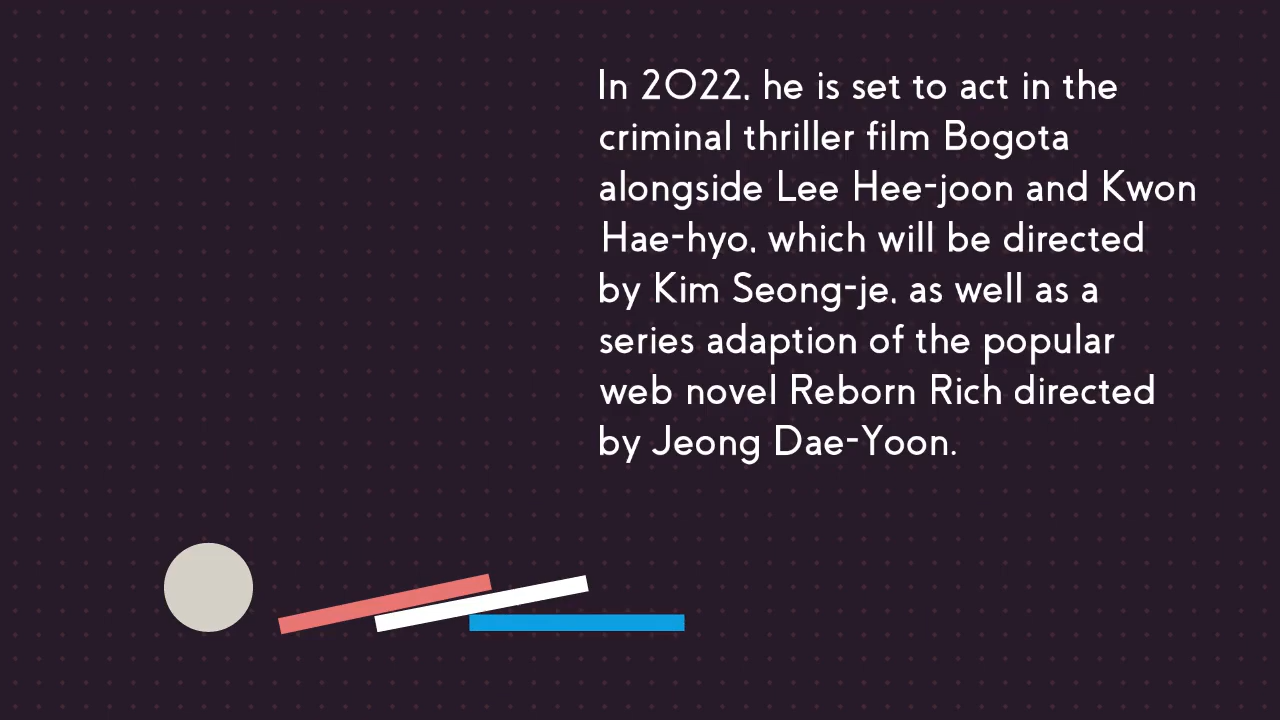 In 2022, he is set to act in the
criminal thriller film Bogota
alongside Lee Hee-joon and Kwon
Hae-hyo, which will be directed
by Kim Seong-je, as well as a
series adaption of the popular
web novel Reborn Rich directed
by Jeong Dae-Yoon.